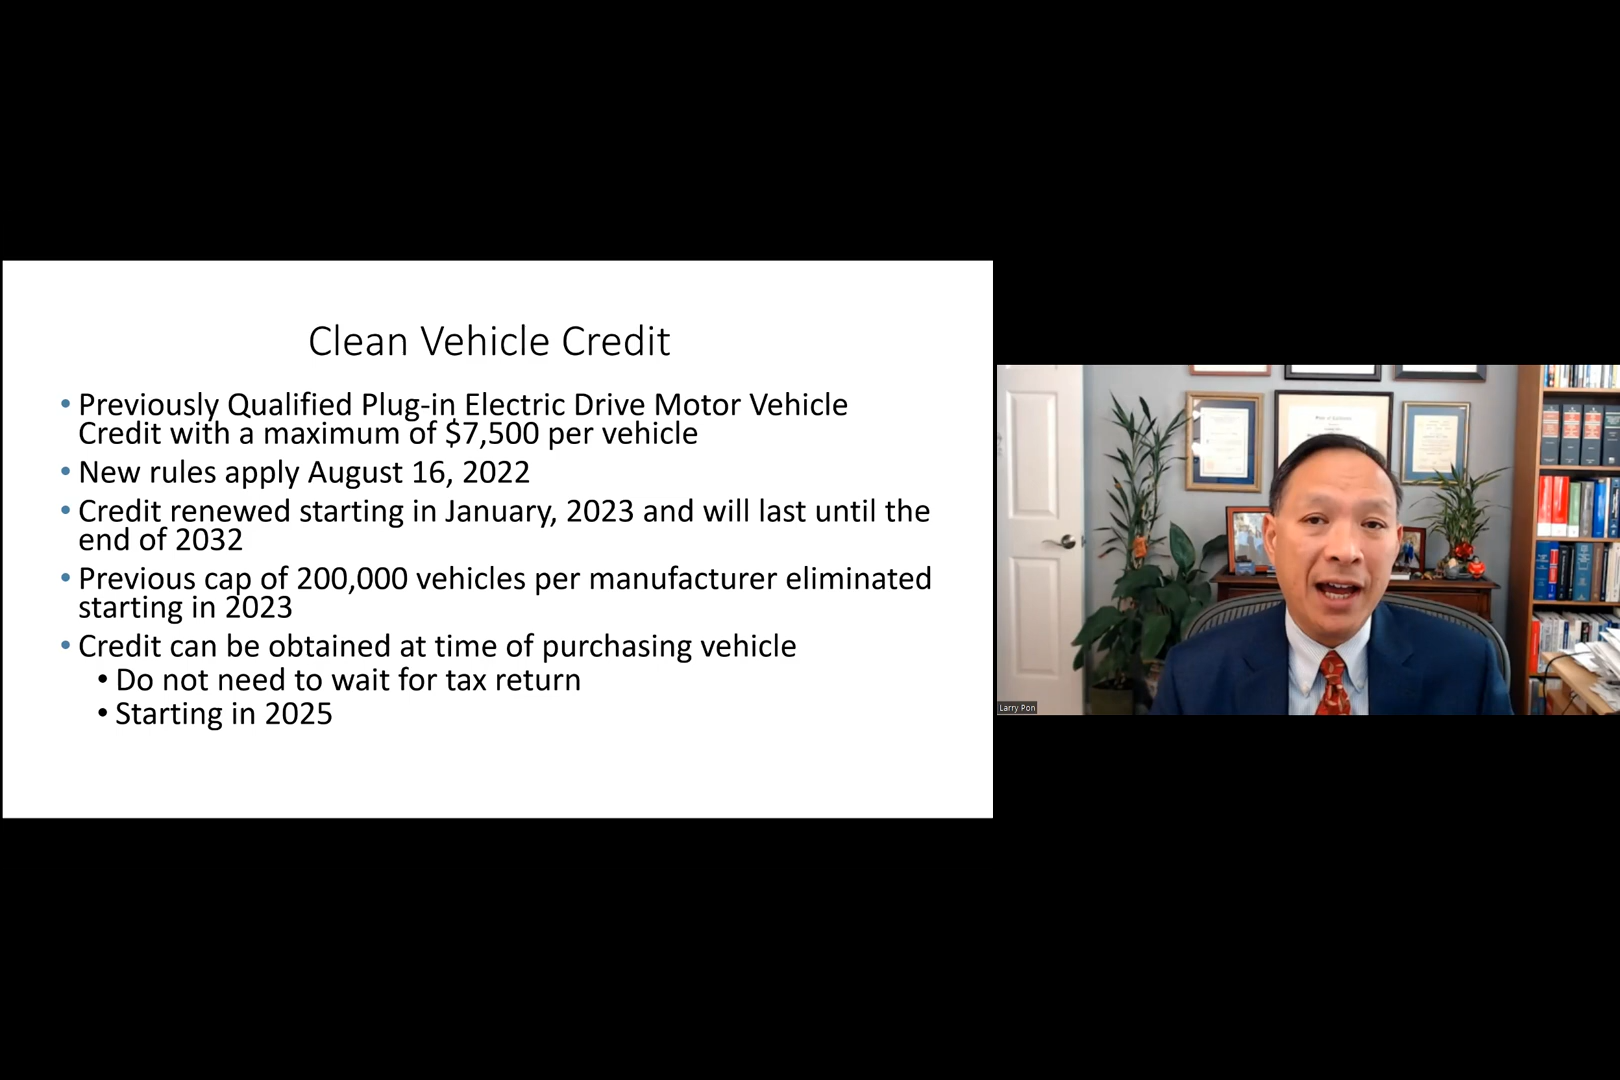 Clean Vehicle Credit
• Previously Qualified Plug-in Electric Drive Motor Vehicle
Credit with a maximum of $7,500 per vehicle
• New rules apply August 16, 2022
• Credit renewed starting in January, 2023 and will last until the
end of 2032
• Previous cap of 200,000 vehicles per manufacturer eliminated
starting in 2023
• Credit can be obtained at time of purchasing vehicle
• Do not need to wait for tax return
• Starting in 2025
Larry Pon